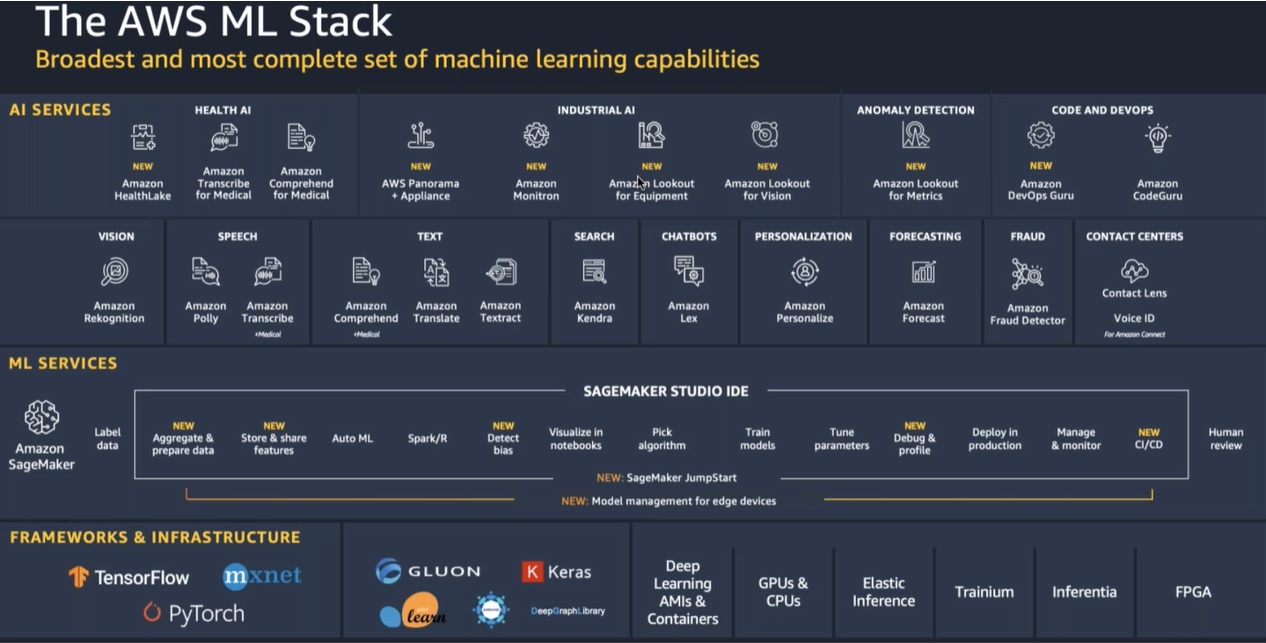 The AWS ML Stack
Broadest and most complete set of machine learning capabilities
AI SERVICES
HEALTH AI
NEW
Amazon
HealthLake
Amazon
Transcribe
for Medical
Amazon
Comprehend
for Medical
INDUSTRIAL AI
NEW
AWS Panorama
+ Appliance
NEW
Amazon
Monitron
NEW
Amazon Lookout
for Equipment
NEW
Amazon Lookout
for Vision
ANOMALY DETECTION
NEW
Amazon Lookout
for Metrics
CODE AND DEVOPS
NEW
Amazon
DevOps Guru
Amazon
CodeGuru
VISION
Amazon
Rekognition
SPEECH
Amazon
Polly
Amazon
Transcribe
+Medical
TEXT
Amazon
Comprehend
+Medical
Amazon
Translate
Amazon
Textract
SEARCH
Amazon
Kendra
CHATBOTS
Amazon
Lex
PERSONALIZATION
Amazon
Personalize
FORECASTING
Amazon
Forecast
FRAUD
Amazon
Fraud Detector
CONTACT CENTERS
Contact Lens
Voice ID
For Amazon Connect
ML SERVICES
Amazon
SageMaker
Label
data
SAGEMAKER STUDIO IDE
NEW
Aggregate &
prepare data
NEW
Store & share
features
Auto ML
Spark/R
NEW
Detect
bias
Visualize in
notebooks
Pick
algorithm
Train
models
Tune
parameters
NEW
Debug &
profile
Deploy in
production
Manage
& monitor
NEW
CI/CD
Human
review
NEW: SageMaker JumpStart
NEW: Model management for edge devices
FRAMEWORKS & INFRASTRUCTURE
TensorFlow
mxnet
PyTorch
GLUON
K Keras
learn
DeepGraphLibrary
Deep
Learning
AMIs &
Containers
GPUs &
CPUs
Elastic
Inference
Trainium
Inferentia
FPGA